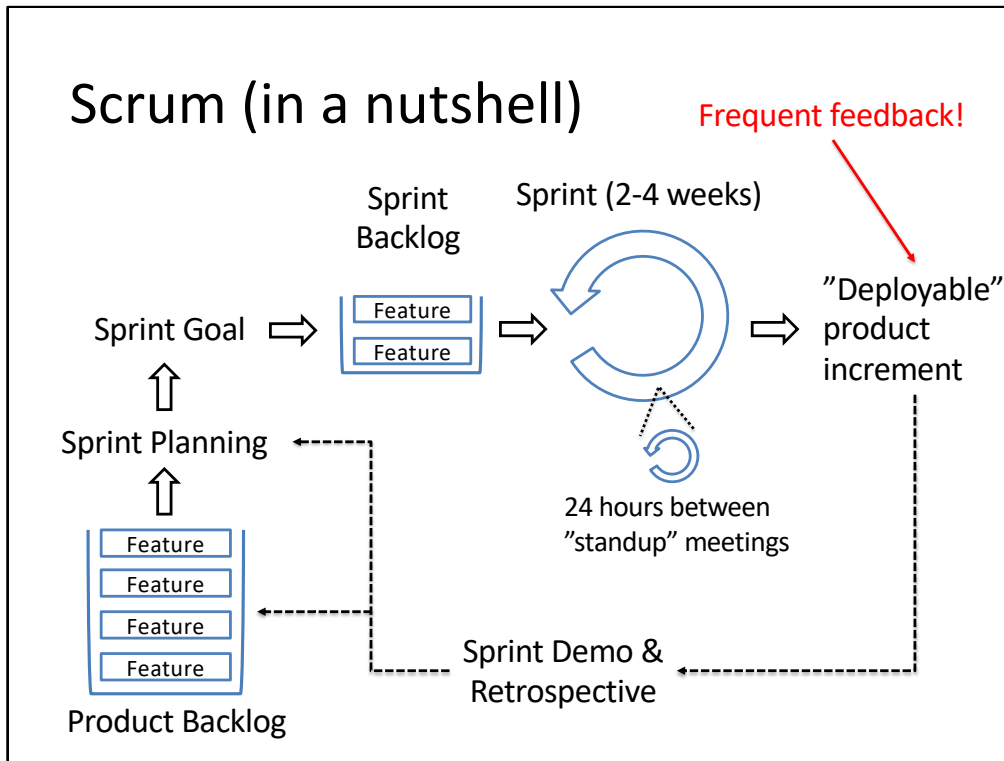 Scrum (in a nutshell)
Frequent feedback!
Sprint
Backlog
Sprint (2-4 weeks)
”Deployable”
product
increment
Sprint Goal
Feature
Feature
Sprint Planning
24 hours between
”standup” meetings
Feature
Feature
Feature
Feature
Product Backlog
Sprint Demo &
Retrospective